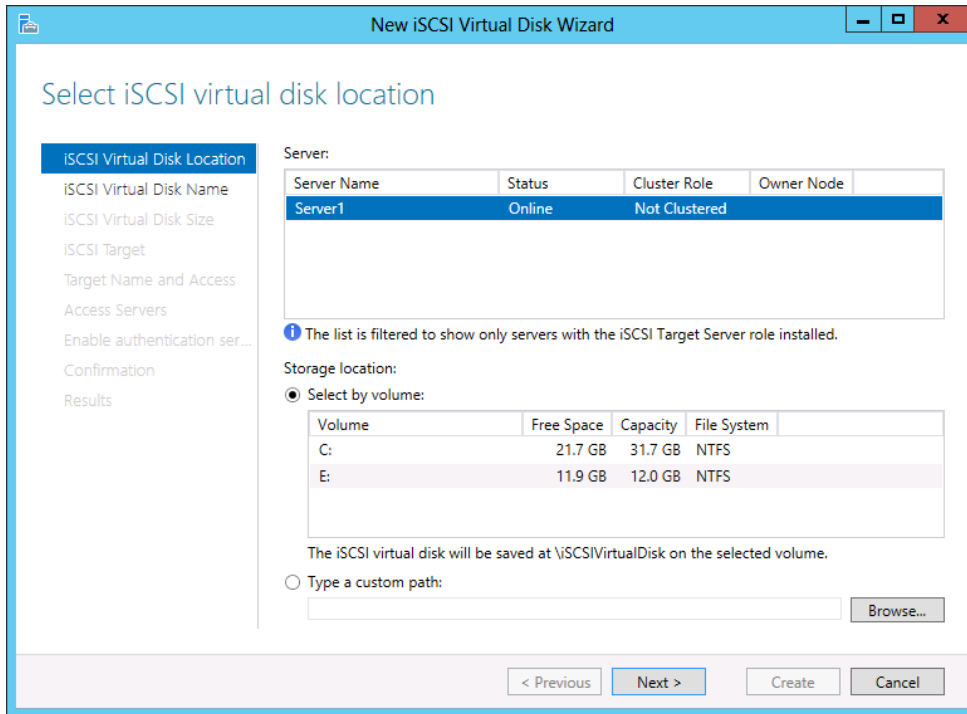 New iSCSI Virtual Disk Wizard
Select iSCSI virtual disk location
iSCSI Virtual Disk Location
iSCSI Virtual Disk Name
iSCSI Virtual Disk Size
iSCSI Target
Target Name and Access
Access Servers
Enable authentication ser...
Confirmation
Results
Server:
Server Name Status Cluster Role Owner Node
Server1 Online Not Clustered
The list is filtered to show only servers with the iSCSI Target Server role installed.
Storage location:
Select by volume:
Volume Free Space Capacity File System
C: 21.7 GB 31.7 GB NTFS
E: 11.9 GB 12.0 GB NTFS
The iSCSI virtual disk will be saved at \iSCSIVirtualDisk on the selected volume.
Type a custom path:
Browse...
< Previous Next > Create Cancel